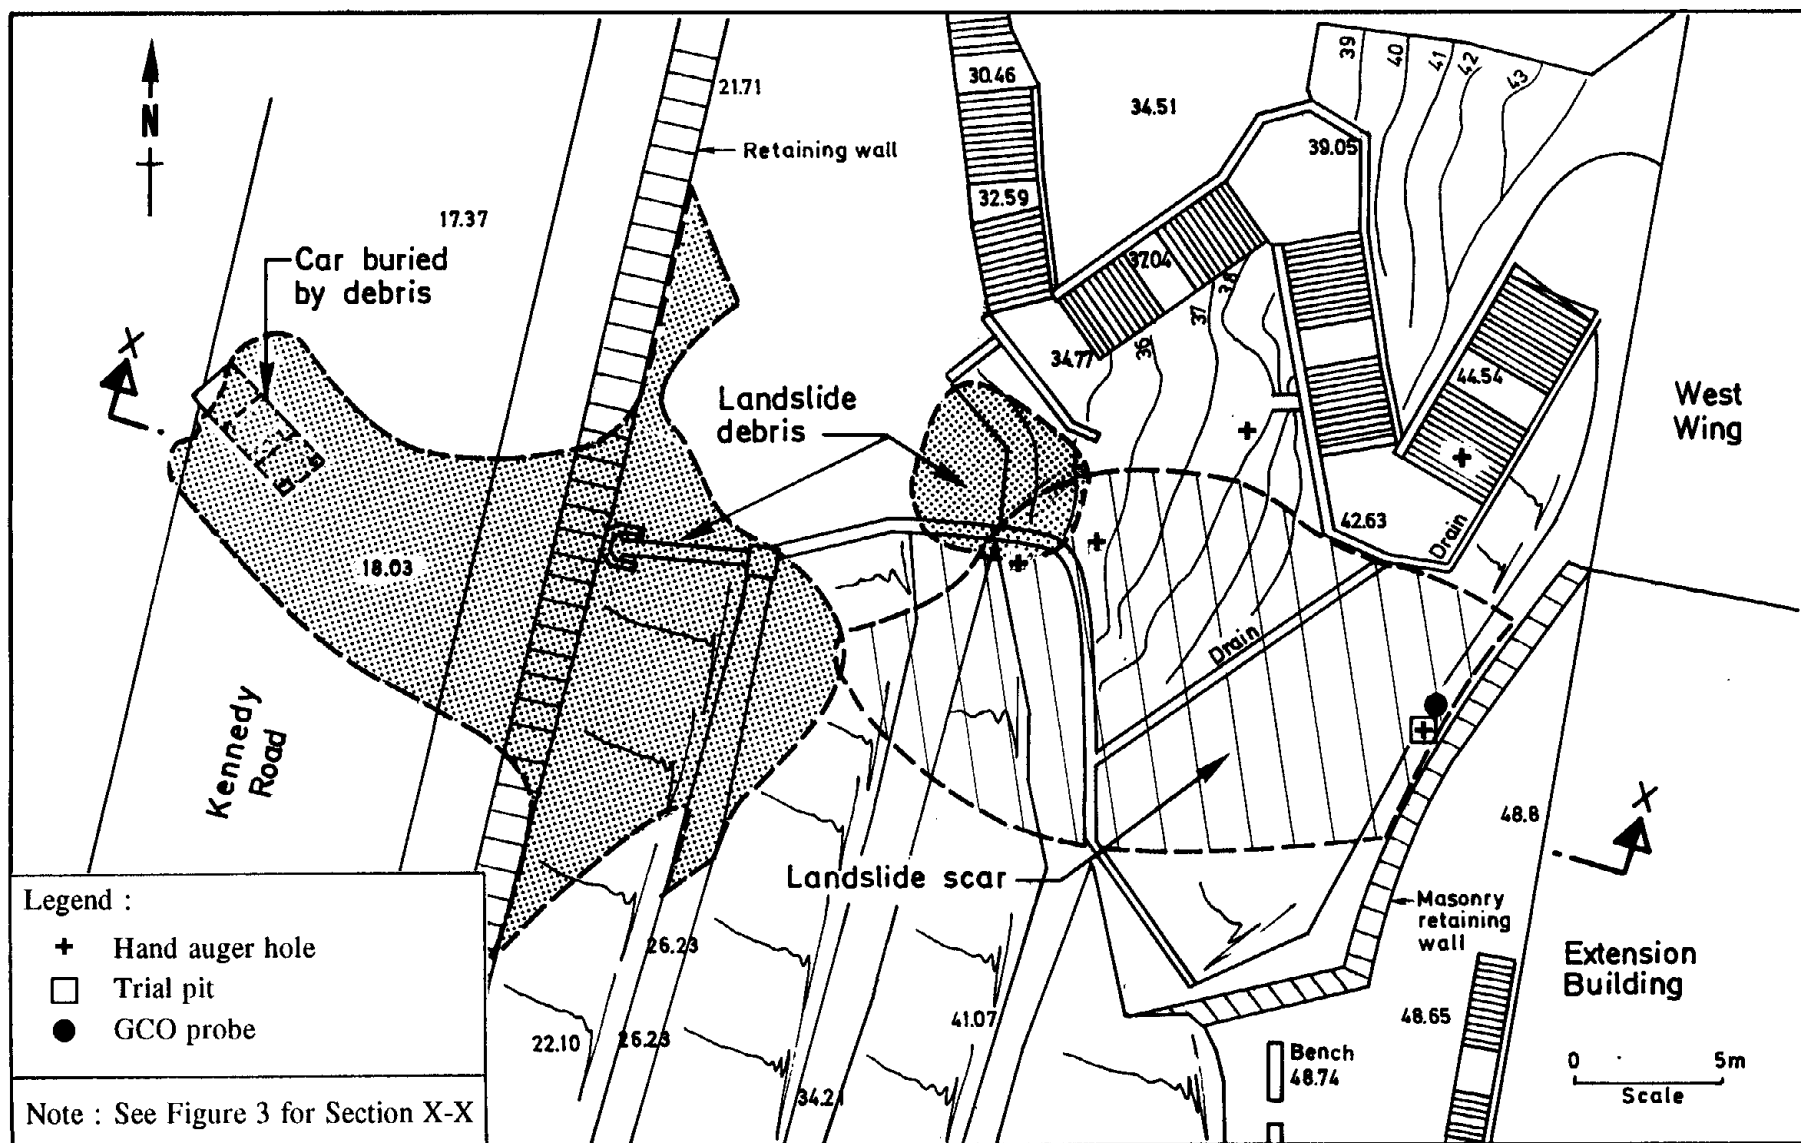 N
21.71
Retaining wall
17.37
Car buried
by debris
X
30.46
32.59
34.51
39.05
37.04
34.77
39
40
41
42
43
36
37
38
44.54
West
Wing
Landslide
debris
42.63
Drain
18.03
Drain
Kennedy
Road
Landslide scar
48.8
X
Masonry
retaining
wall
Extension
Building
48.65
26.23
22.10
26.23
41.07
34.21
Bench
48.74
0 5m
Scale
Legend :
Hand auger hole
Trial pit
GCO probe
Note : See Figure 3 for Section X-X